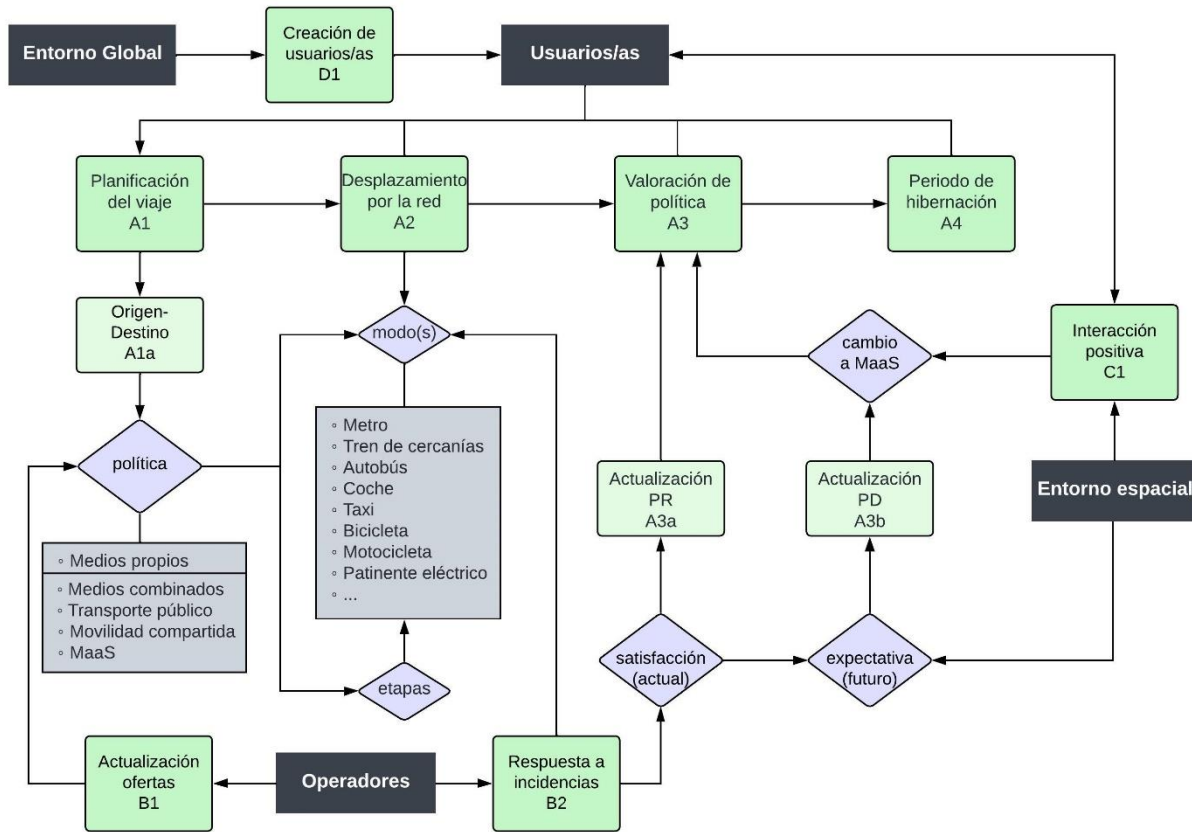 Entorno Global
Creación de
usuarios/as
D1
Usuarios/as
Planificación
del viaje
A1
Desplazamiento
por la red
A2
Valoración de
política
A3
Periodo de
hibernación
A4
Origen-
Destino
A1a
modo(s)
cambio
a MaaS
Interacción
positiva
C1
política
◦ Metro
◦ Tren de cercanías
◦ Autobús
◦ Coche
◦ Taxi
◦ Bicicleta
◦ Motocicleta
◦ Patinente eléctrico
◦ ...
Actualización
PR
A3a
Actualización
PD
A3b
Entorno espacial
◦ Medios propios
◦ Medios combinados
◦ Transporte público
◦ Movilidad compartida
◦ MaaS
etapas
satisfacción
(actual)
expectativa
(futuro)
Actualización
ofertas
B1
Operadores
Respuesta a
incidencias
B2